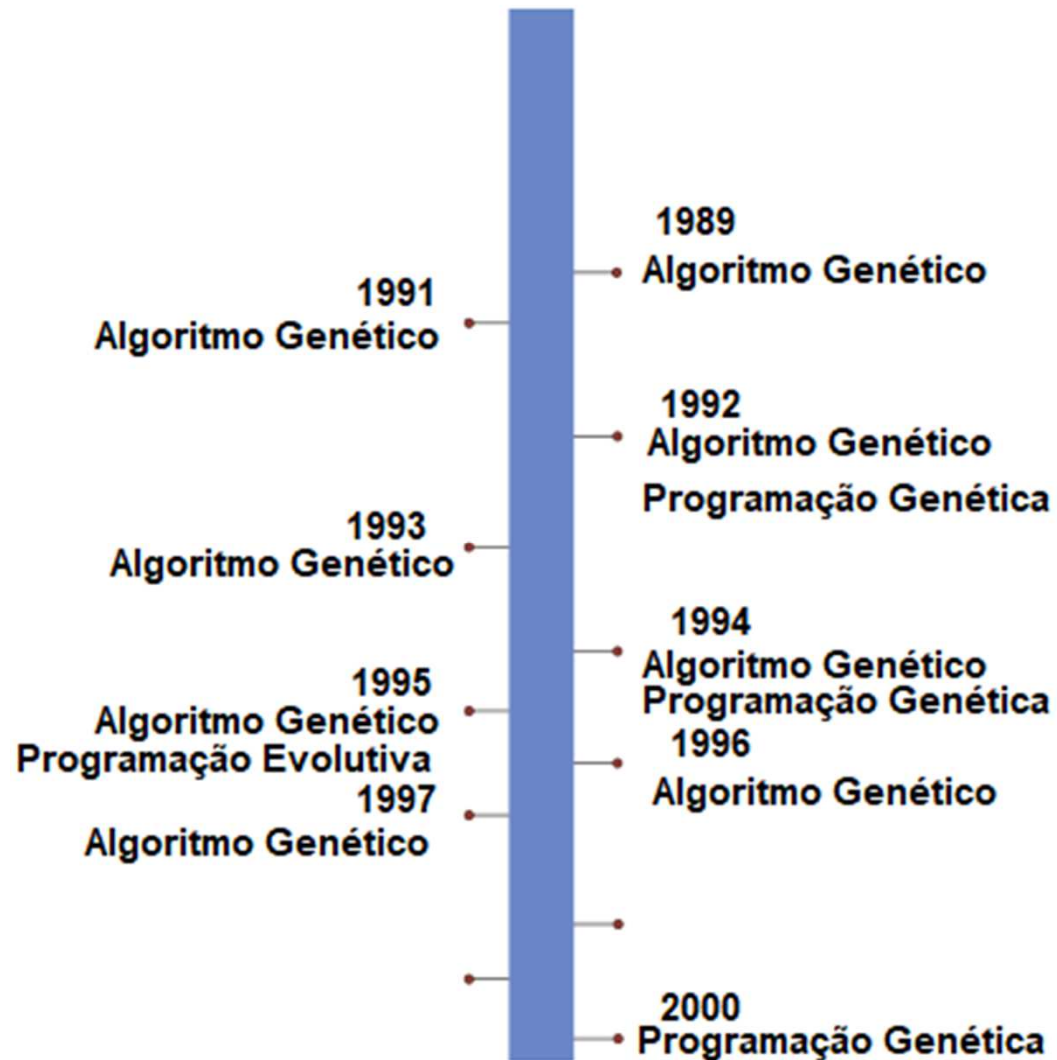 1989
Algoritmo Genético
1991
Algoritmo Genético
1992
Algoritmo Genético
Programação Genética
1993
Algoritmo Genético
1994
Algoritmo Genético
Programação Genética
1995
Algoritmo Genético
Programação Evolutiva
1996
Algoritmo Genético
1997
Algoritmo Genético
2000
Programação Genética